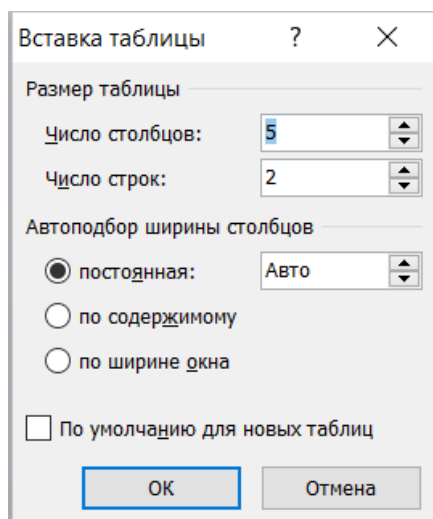 Вставка таблицы ? ×
Размер таблицы
Число столбцов: 5
Число строк: 2
Автоподбор ширины столбцов
постоянная: Авто
по содержимому
по ширине окна
По умолчанию для новых таблиц
ОК Отмена